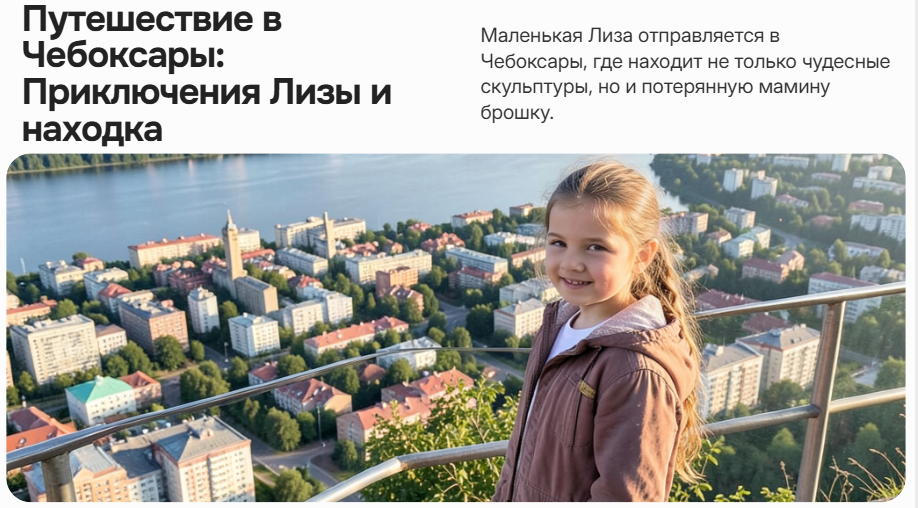 Путешествие в
Чебоксары:
Приключения Лизы и
находка
Маленькая Лиза отправляется в
Чебоксары, где находит не только чудесные
скульптуры, но и потерянную мамину
брошку.